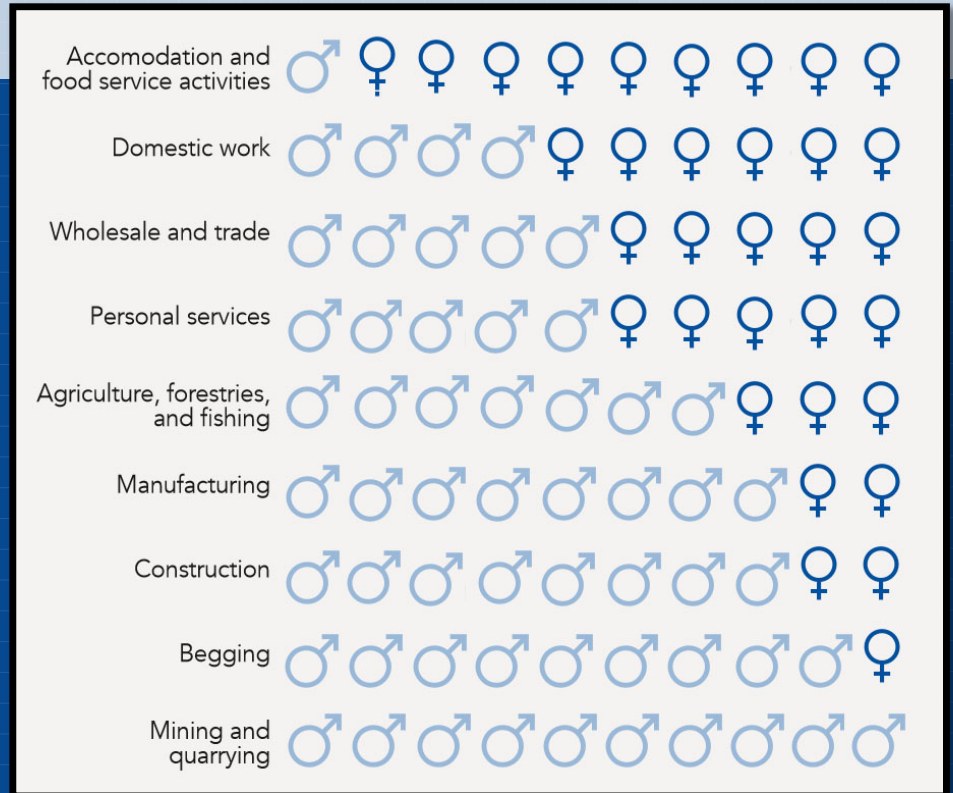 Accomodation and
food service activities
Domestic work
Wholesale and trade
Personal services
Agriculture, forestries,
and fishing
Manufacturing
Construction
Begging
Mining and
quarrying